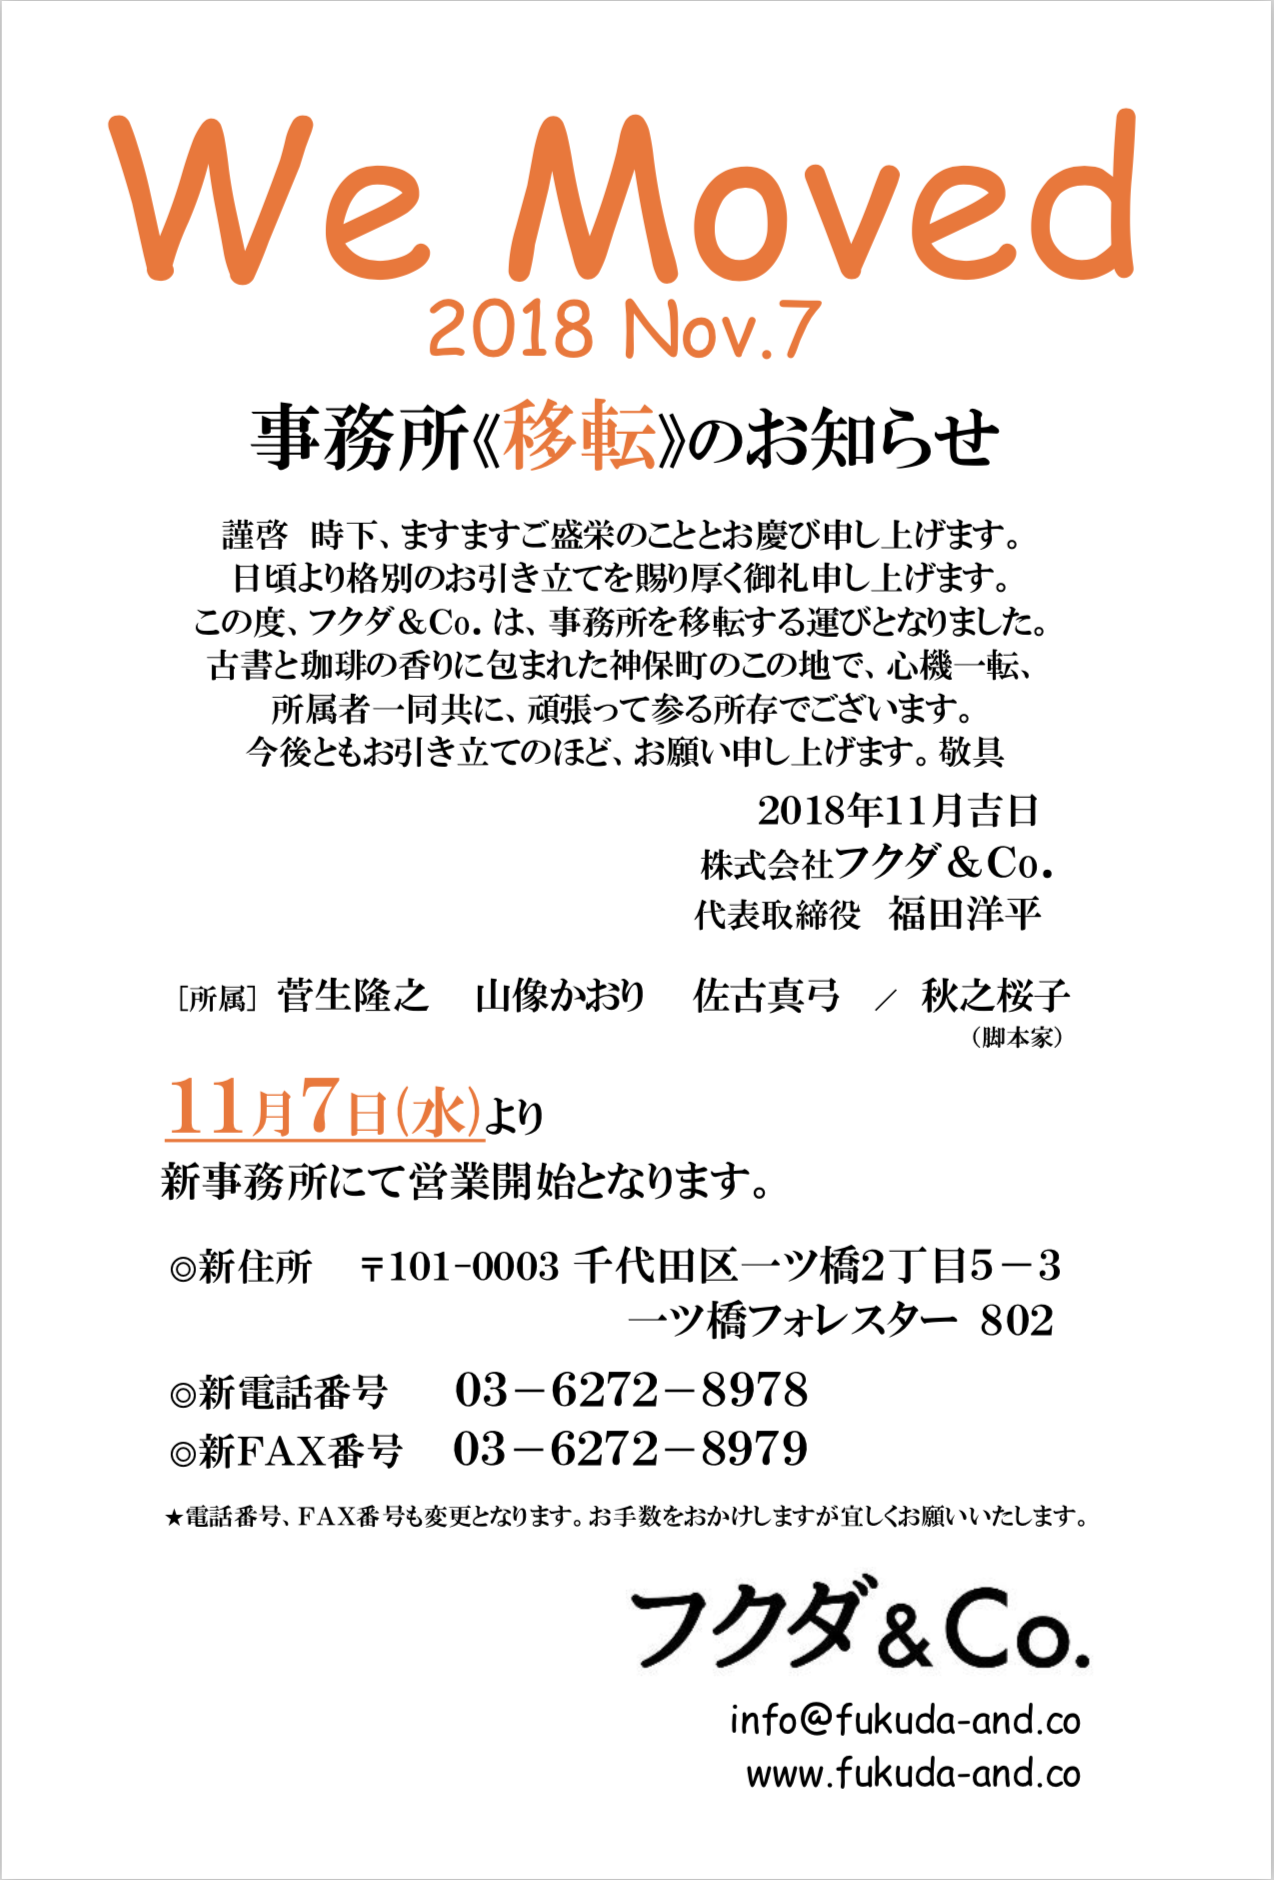 We Moved
2018 Nov.7
事務所《移転》のお知らせ
謹啓　時下、ますますご盛栄のこととお慶び申し上げます。
日頃より格別のお引き立てを賜り厚く御礼申し上げます。
この度、フクダ＆Co．は、事務所を移転する運びとなりました。
古書と珈琲の香りに包まれた神保町のこの地で、心機一転、
所属者一同共に、頑張って参る所存でございます。
今後ともお引き立てのほど、お願い申し上げます。敬具
2018年11月吉日
株式会社フクダ＆Co．
代表取締役　福田洋平
［所属］菅生隆之　山像かおり　佐古真弓　／　秋之桜子
（脚本家）
11月7日(水)より
新事務所にて営業開始となります。
◎新住所　〒101-0003 千代田区一ツ橋2丁目5－3
一ツ橋フォレスター 802
◎新電話番号　03－6272－8978
◎新FAX番号　03－6272－8979
★電話番号、FAX番号も変更となります。お手数をおかけしますが宜しくお願いいたします。
フクダ&Co.
info@fukuda-and.co
www.fukuda-and.co